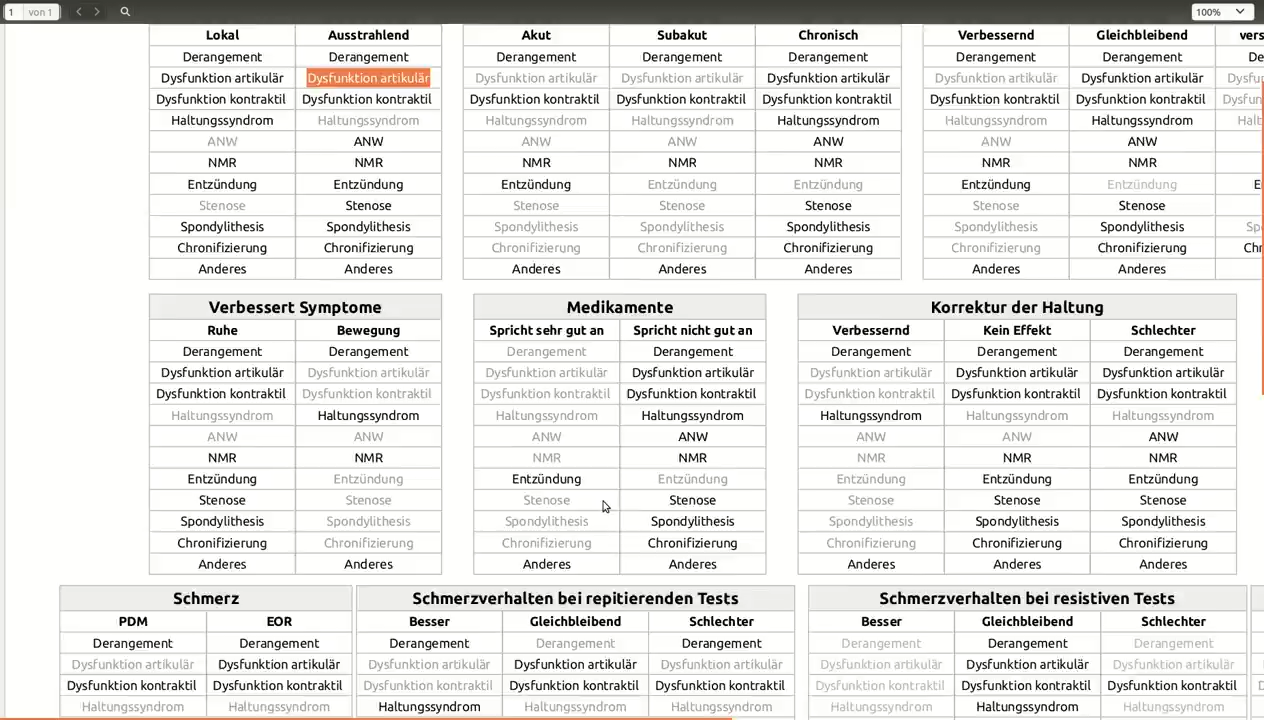 1 von 1 100%
Lokal Ausstrahlend Akut Subakut Chronisch Verbessernd Gleichbleibend
Derangement Derangement Derangement Derangement Derangement Derangement Derangement
Dysfunktion artikulär Dysfunktion artikulär Dysfunktion artikulär Dysfunktion artikulär Dysfunktion artikulär Dysfunktion artikulär Dysfunktion artikulär
Dysfunktion kontraktil Dysfunktion kontraktil Dysfunktion kontraktil Dysfunktion kontraktil Dysfunktion kontraktil Dysfunktion kontraktil Dysfunktion kontraktil
Haltungssyndrom Haltungssyndrom Haltungssyndrom Haltungssyndrom Haltungssyndrom Haltungssyndrom Haltungssyndrom
ANW ANW ANW ANW ANW ANW ANW
NMR NMR NMR NMR NMR NMR NMR
Entzündung Entzündung Entzündung Entzündung Entzündung Entzündung Entzündung
Stenose Stenose Stenose Stenose Stenose Stenose Stenose
Spondylithesis Spondylithesis Spondylithesis Spondylithesis Spondylithesis Spondylithesis Spondylithesis
Chronifizierung Chronifizierung Chronifizierung Chronifizierung Chronifizierung Chronifizierung Chronifizierung
Anderes Anderes Anderes Anderes Anderes Anderes Anderes
Verbessert Symptome Medikamente Korrektur der Haltung
Ruhe Bewegung Spricht sehr gut an Spricht nicht gut an Verbessernd Kein Effekt Schlechter
Derangement Derangement Derangement Derangement Derangement Derangement Derangement
Dysfunktion artikulär Dysfunktion artikulär Dysfunktion artikulär Dysfunktion artikulär Dysfunktion artikulär Dysfunktion artikulär Dysfunktion artikulär
Dysfunktion kontraktil Dysfunktion kontraktil Dysfunktion kontraktil Dysfunktion kontraktil Dysfunktion kontraktil Dysfunktion kontraktil Dysfunktion kontraktil
Haltungssyndrom Haltungssyndrom Haltungssyndrom Haltungssyndrom Haltungssyndrom Haltungssyndrom Haltungssyndrom
ANW ANW ANW ANW ANW ANW ANW
NMR NMR NMR NMR NMR NMR NMR
Entzündung Entzündung Entzündung Entzündung Entzündung Entzündung Entzündung
Stenose Stenose Stenose Stenose Stenose Stenose Stenose
Spondylithesis Spondylithesis Spondylithesis Spondylithesis Spondylithesis Spondylithesis Spondylithesis
Chronifizierung Chronifizierung Chronifizierung Chronifizierung Chronifizierung Chronifizierung Chronifizierung
Anderes Anderes Anderes Anderes Anderes Anderes Anderes
Schmerz Schmerzverhalten bei repitierenden Tests Schmerzverhalten bei resistiven Tests
PDM EOR Besser Gleichbleibend Schlechter Besser Gleichbleibend Schlechter
Derangement Derangement Derangement Derangement Derangement Derangement Derangement Derangement
Dysfunktion artikulär Dysfunktion artikulär Dysfunktion artikulär Dysfunktion artikulär Dysfunktion artikulär Dysfunktion artikulär Dysfunktion artikulär Dysfunktion artikulär
Dysfunktion kontraktil Dysfunktion kontraktil Dysfunktion kontraktil Dysfunktion kontraktil Dysfunktion kontraktil Dysfunktion kontraktil Dysfunktion kontraktil Dysfunktion kontraktil
Haltungssyndrom Haltungssyndrom Haltungssyndrom Haltungssyndrom Haltungssyndrom Haltungssyndrom Haltungssyndrom Haltungssyndrom